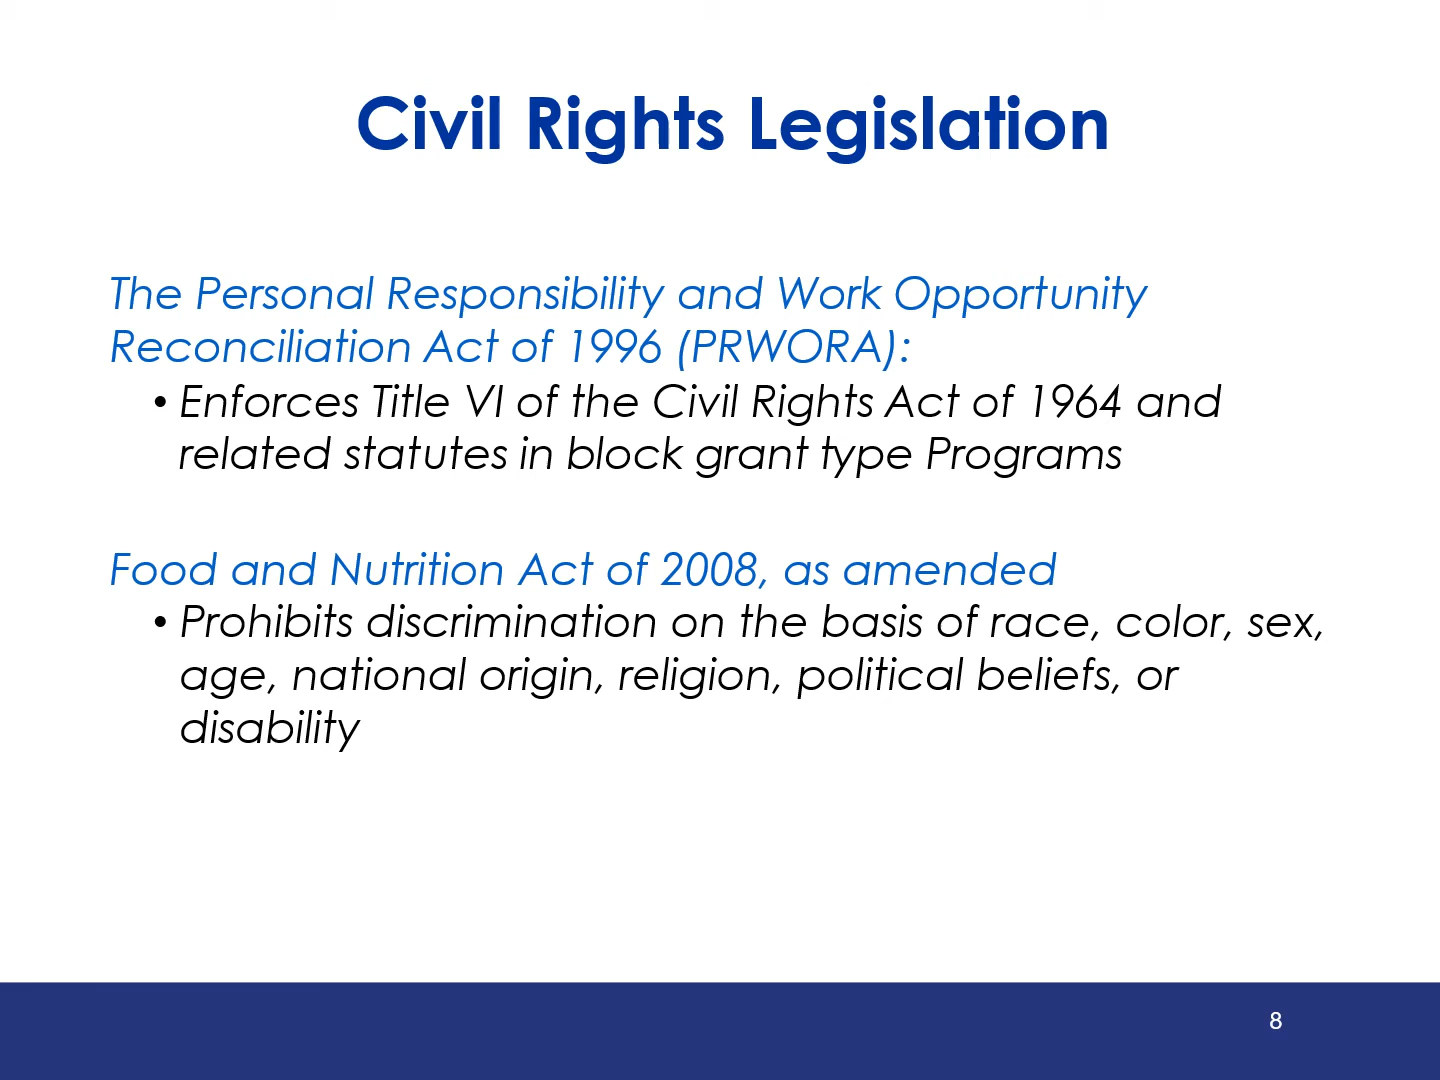 Civil Rights Legislation
The Personal Responsibility and Work Opportunity
Reconciliation Act of 1996 (PRWORA):
• Enforces Title VI of the Civil Rights Act of 1964 and
related statutes in block grant type Programs
Food and Nutrition Act of 2008, as amended
• Prohibits discrimination on the basis of race, color, sex,
age, national origin, religion, political beliefs, or
disability
8